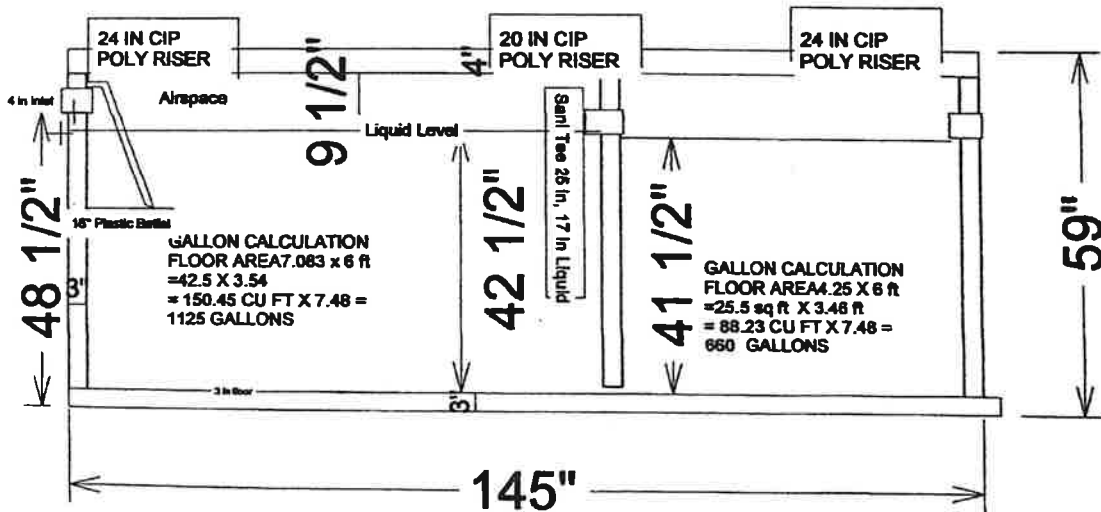 24 IN CIP
POLY RISER
20 IN CIP
POLY RISER
24 IN CIP
POLY RISER
4"
9 1/2"
4 in Inlet
Airspace
Liquid Level
Sani Tee 25 in, 17 in Liquid
48 1/2"
42 1/2"
41 1/2"
59"
Plastic
GALLON CALCULATION
FLOOR AREA7.083 x 6 ft
=42.5 X 3.54
= 150.45 CU FT X 7.48 =
1125 GALLONS
GALLON CALCULATION
FLOOR AREA4.25 X 6 ft
=25.5 sq ft X 3.46 ft
= 88.23 CU FT X 7.48 =
660 GALLONS
3"
3 in floor
3"
145"